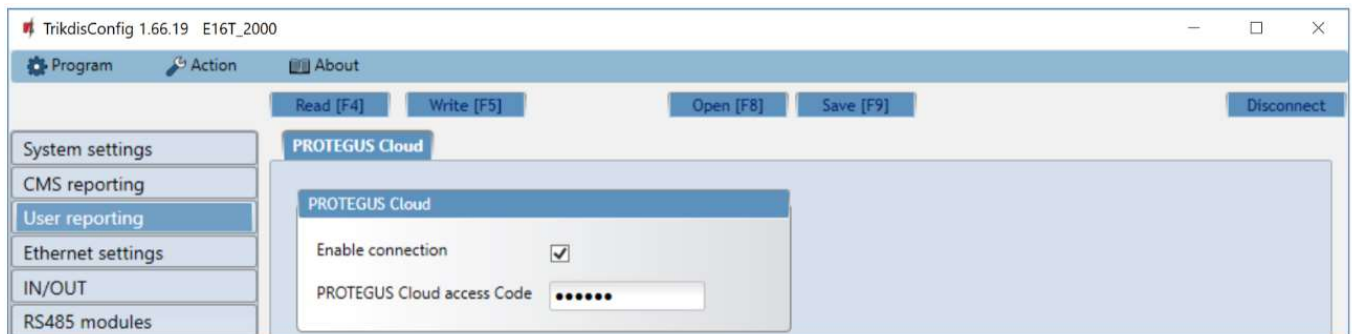 TrikdisConfig 1.66.19 E16T_2000
Program Action About
Read [F4] Write [F5] Open [F8] Save [F9] Disconnect
System settings
CMS reporting
User reporting
Ethernet settings
IN/OUT
RS485 modules
PROTEGUS Cloud
PROTEGUS Cloud
Enable connection
PROTEGUS Cloud access Code ••••••